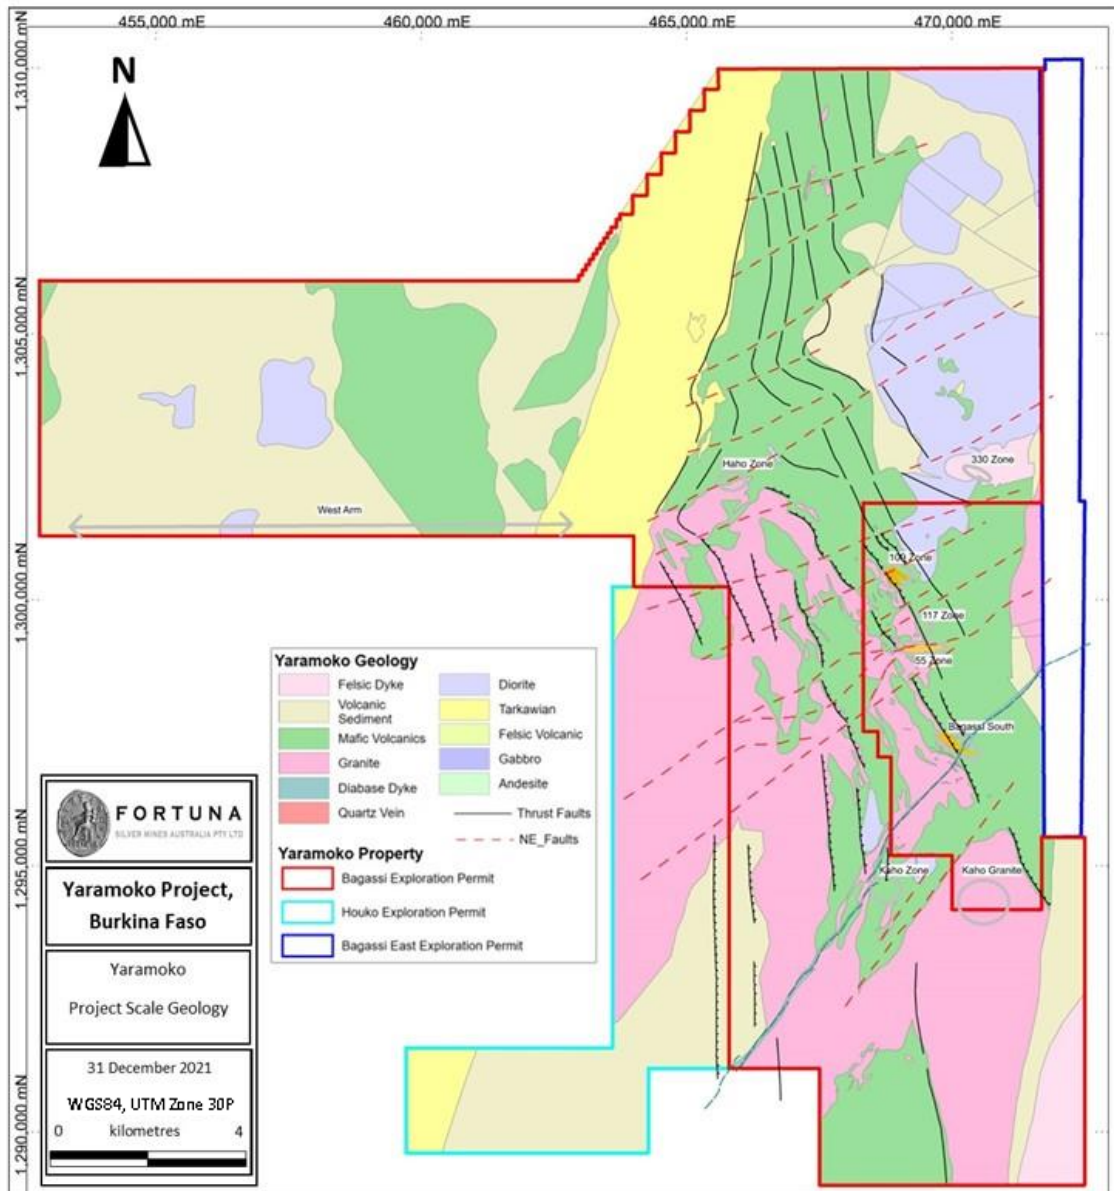 455,000 mE
460,000 mE
465,000 mE
470,000 mE
1,310,000 mN
1,305,000 mN
1,300,000 mN
1,295,000 mN
1,290,000 mN
N
Haho Zone
330 Zone
West Arm
109 Zone
117 Zone
55 Zone
Bagassi South
Kaho Zone
Kaho Granite
Yaramoko Geology
Felsic Dyke
Volcanic
Sediment
Mafic Volcanics
Granite
Diabase Dyke
Quartz Vein
Diorite
Tarkawian
Felsic Volcanic
Gabbro
Andesite
Thrust Faults
NE_Faults
Yaramoko Property
Bagassi Exploration Permit
Houko Exploration Permit
Bagassi East Exploration Permit
FORTUNA
SILVER MINES AUSTRALIA PTY LTD
Yaramoko Project,
Burkina Faso
Yaramoko
Project Scale Geology
31 December 2021
WGS84, UTM Zone 30P
0 kilometres 4